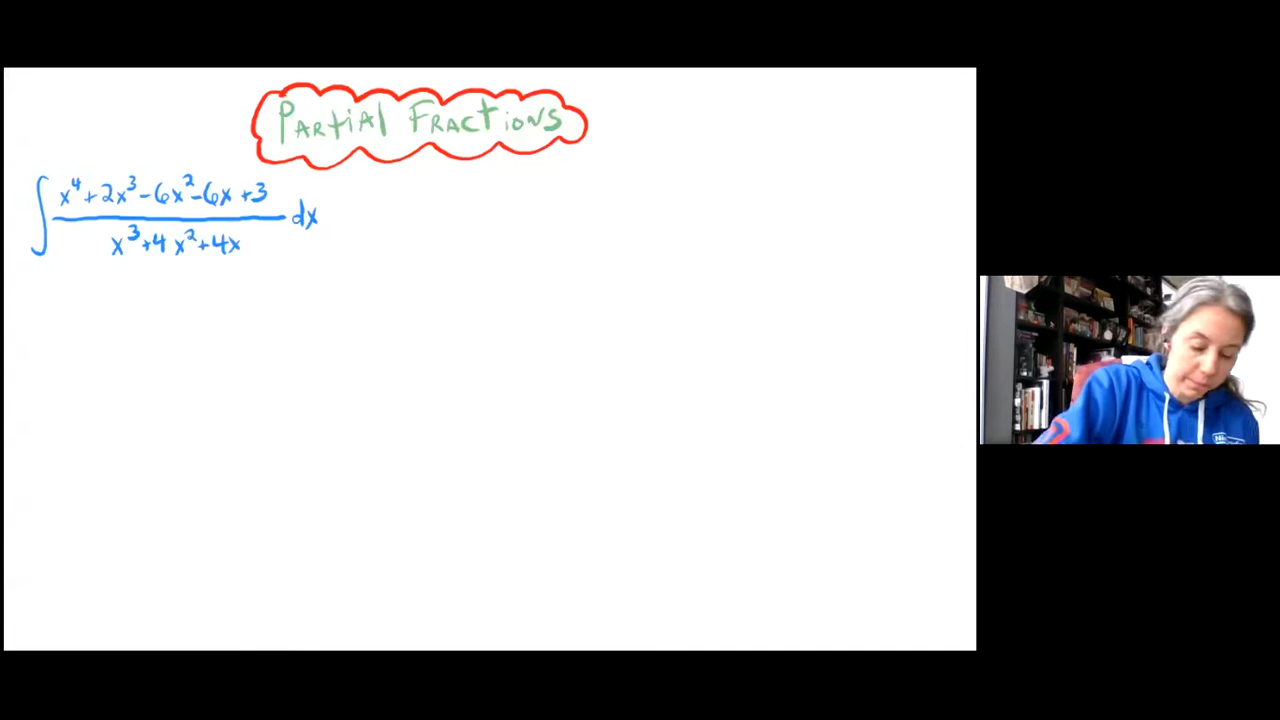 Partial Fractions
∫ (x⁴+2x³-6x²-6x+3)/(x³+4x²+4x) dx